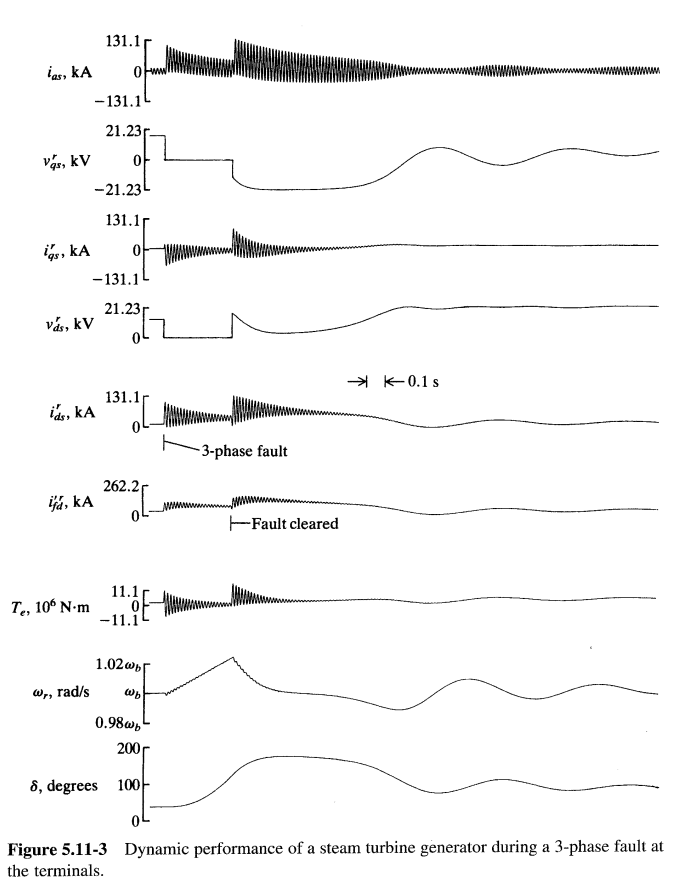 131.1
i_as, kA
0
−131.1
21.23
v^r_qs, kV
0
−21.23
131.1
i^r_qs, kA
0
−131.1
21.23
v^r_ds, kV
0
0.1 s
131.1
i^r_ds, kA
0
3-phase fault
262.2
i'^r_fd, kA
0
Fault cleared
11.1
T_e, 10^6 N·m
0
−11.1
1.02ω_b
ω_r, rad/s
ω_b
0.98ω_b
200
δ, degrees
100
0
Figure 5.11-3 Dynamic performance of a steam turbine generator during a 3-phase fault at
the terminals.